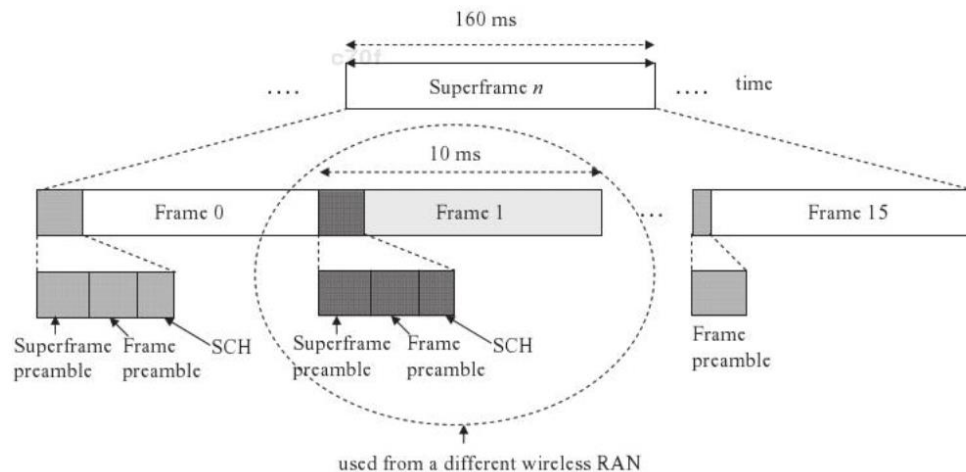 160 ms
c70f
.... Superframe n .... time
10 ms
Frame 0 Frame 1 ... Frame 15
Superframe preamble
Frame preamble
SCH
Superframe preamble
Frame preamble
SCH
Frame preamble
used from a different wireless RAN